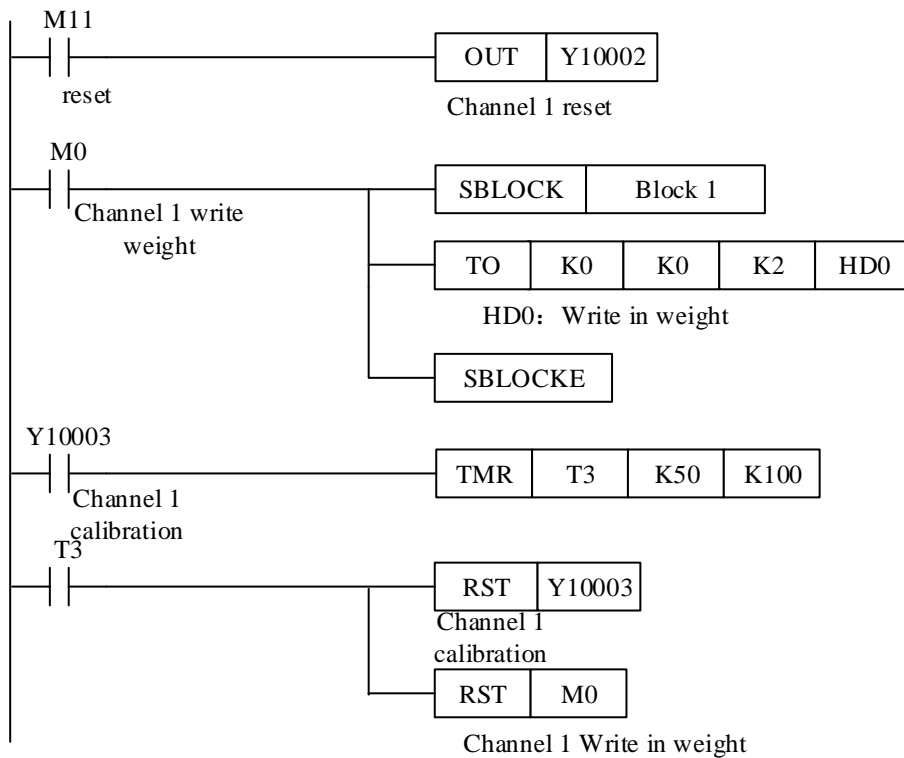 M11
OUT Y10002
reset
Channel 1 reset
M0
SBLOCK Block 1
Channel 1 write
weight
TO K0 K0 K2 HD0
HD0：Write in weight
SBLOCKE
Y10003
TMR T3 K50 K100
Channel 1
calibration
T3
RST Y10003
Channel 1
calibration
RST M0
Channel 1 Write in weight